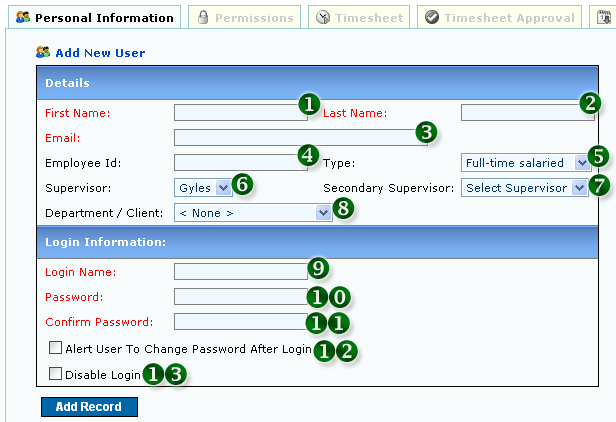 Personal Information Permissions Timesheet Timesheet Approval
Add New User
Details
First Name: 1 Last Name: 2
Email: 3
Employee Id: 4 Type: Full-time salaried 5
Supervisor: Gyles 6 Secondary Supervisor: Select Supervisor 7
Department / Client: < None > 8
Login Information:
Login Name: 9
Password: 10
Confirm Password: 11
Alert User To Change Password After Login 12
Disable Login 13
Add Record